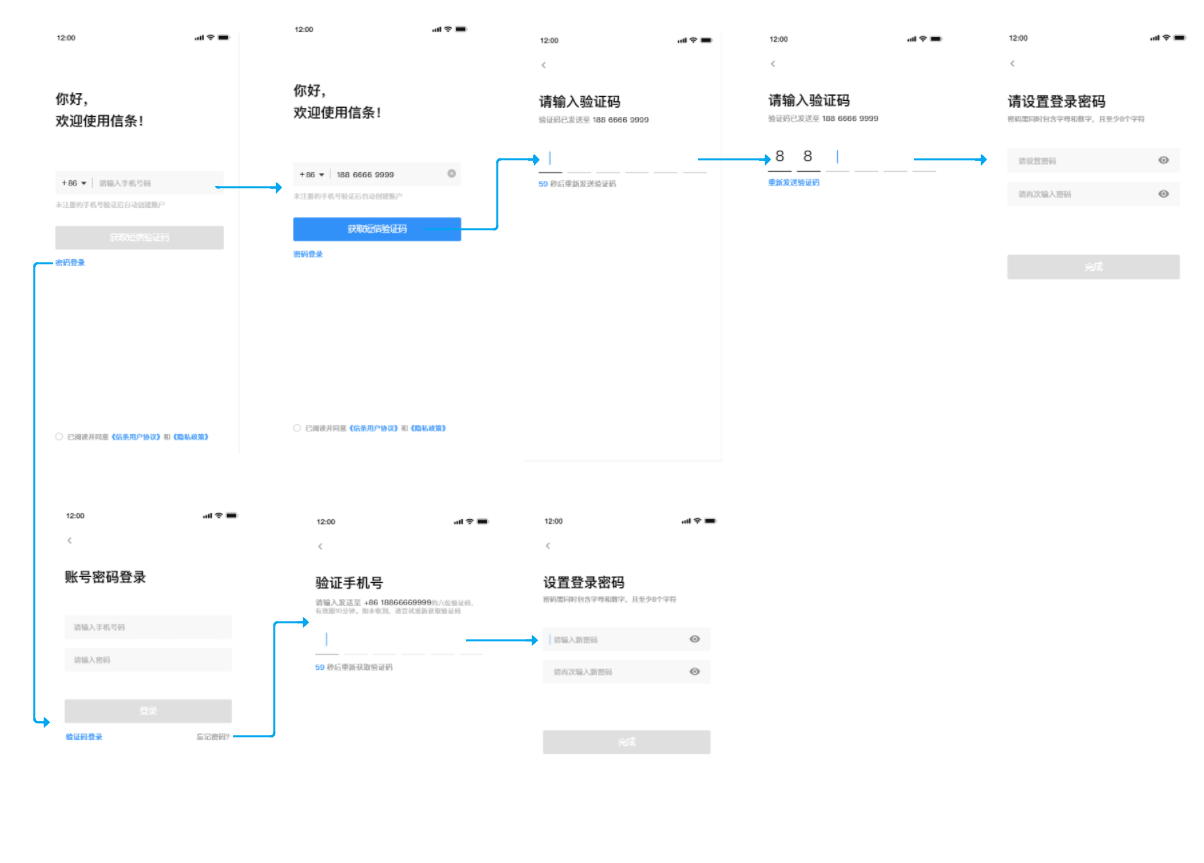 12:00
你好，
欢迎使用信条！
+86
请输入手机号码
未注册的手机号验证后自动创建账户
获取短信验证码
密码登录
已阅读并同意《信条用户协议》和《隐私政策》
12:00
你好，
欢迎使用信条！
+86
188 6666 9999
未注册的手机号验证后自动创建账户
获取短信验证码
密码登录
已阅读并同意《信条用户协议》和《隐私政策》
12:00
请输入验证码
验证码已发送至 188 6666 9999
59 秒后重新发送验证码
12:00
请输入验证码
验证码已发送至 188 6666 9999
8 8
重新发送验证码
12:00
请设置登录密码
密码需同时包含字母和数字，且至少8个字符
请设置密码
请再次输入密码
完成
12:00
账号密码登录
请输入手机号码
请输入密码
登录
验证码登录
忘记密码?
12:00
验证手机号
请输入发送至 +86 18866669999的六位验证码，
有效期10分钟。如未收到，请尝试重新获取验证码
59 秒后重新获取验证码
12:00
设置登录密码
密码需同时包含字母和数字，且至少8个字符
请输入新密码
请再次输入新密码
完成